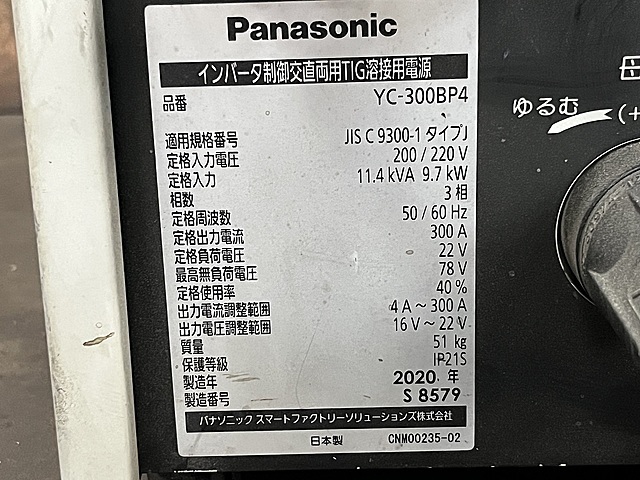 Panasonic
インバータ制御交直両用TIG溶接用電源
品番 YC-300BP4
適用規格番号 JIS C 9300-1 タイプJ
定格入力電圧 200 / 220 V
定格入力 11.4 kVA 9.7 kW
相数 3 相
定格周波数 50 / 60 Hz
定格出力電流 300 A
定格負荷電圧 22 V
最高無負荷電圧 78 V
定格使用率 40 %
出力電流調整範囲 4 A～300 A
出力電圧調整範囲 16 V～22 V
質量 51 kg
保護等級 IP21S
製造年 2020 年
製造番号 S 8579
パナソニック スマートファクトリーソリューションズ株式会社
日本製 CNM00235-02
母
ゆるむ
(+